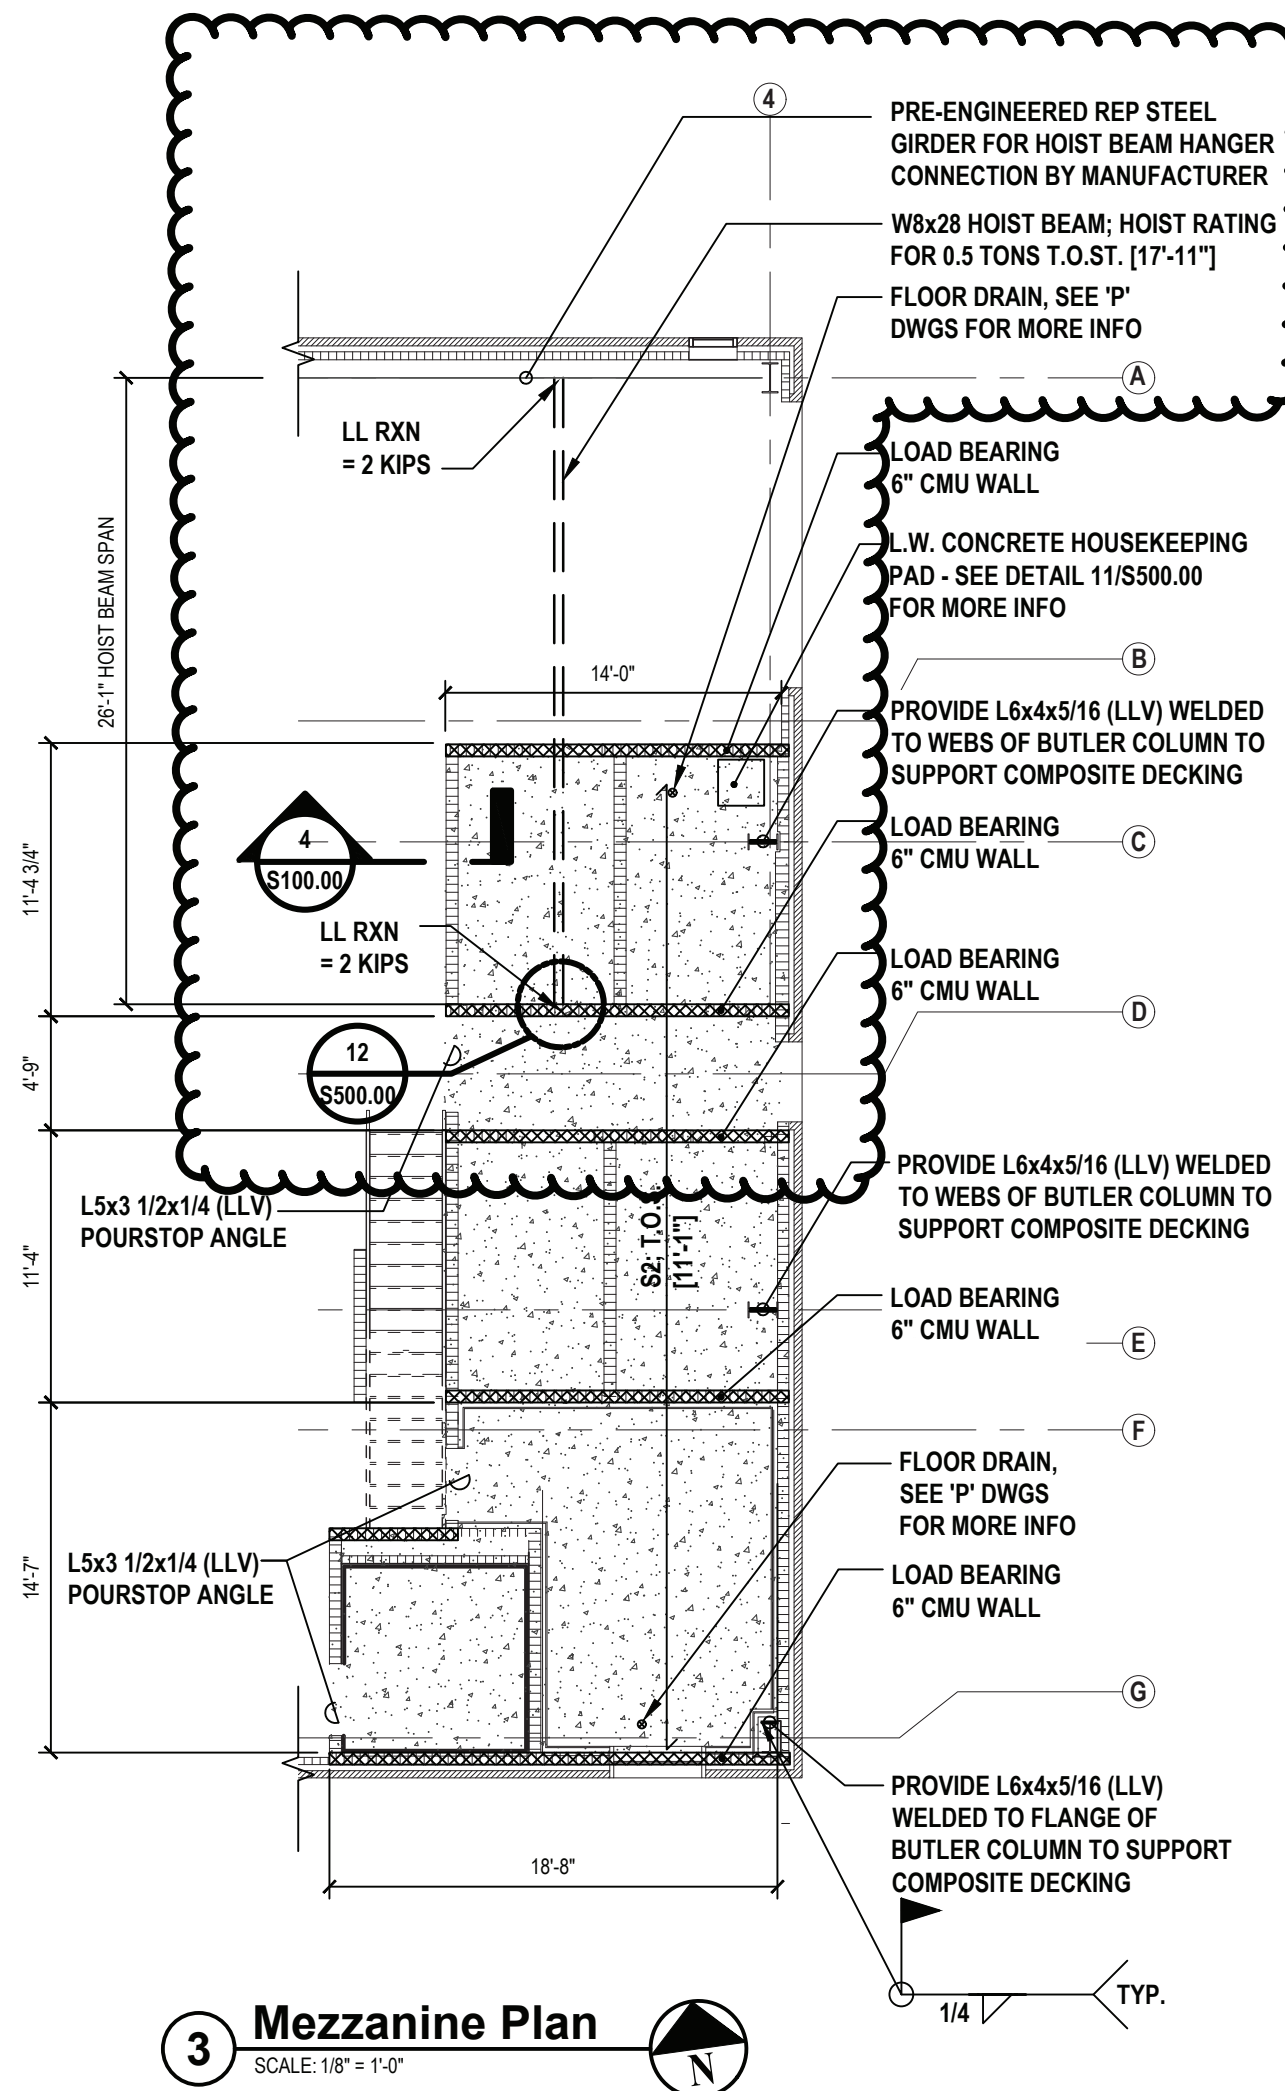 4
PRE-ENGINEERED REP STEEL
GIRDER FOR HOIST BEAM HANGER
CONNECTION BY MANUFACTURER
W8x28 HOIST BEAM; HOIST RATING
FOR 0.5 TONS T.O.ST. [17'-11"]
FLOOR DRAIN, SEE 'P'
DWGS FOR MORE INFO
A
LL RXN
= 2 KIPS
LOAD BEARING
6" CMU WALL
26'-1" HOIST BEAM SPAN
L.W. CONCRETE HOUSEKEEPING
PAD - SEE DETAIL 11/S500.00
FOR MORE INFO
B
14'-0"
PROVIDE L6x4x5/16 (LLV) WELDED
TO WEBS OF BUTLER COLUMN TO
SUPPORT COMPOSITE DECKING
4
S100.00
LOAD BEARING
6" CMU WALL
C
11'-4 3/4"
LL RXN
= 2 KIPS
LOAD BEARING
6" CMU WALL
D
12
S500.00
4'-9"
PROVIDE L6x4x5/16 (LLV) WELDED
TO WEBS OF BUTLER COLUMN TO
SUPPORT COMPOSITE DECKING
L5x3 1/2x1/4 (LLV)
POURSTOP ANGLE
S2; T.O.S
[11'-1"]
11'-4"
LOAD BEARING
6" CMU WALL
E
F
FLOOR DRAIN,
SEE 'P' DWGS
FOR MORE INFO
L5x3 1/2x1/4 (LLV)
POURSTOP ANGLE
14'-7"
LOAD BEARING
6" CMU WALL
G
PROVIDE L6x4x5/16 (LLV)
WELDED TO FLANGE OF
BUTLER COLUMN TO SUPPORT
COMPOSITE DECKING
18'-8"
1/4
TYP.
3
Mezzanine Plan
SCALE: 1/8" = 1'-0"
N